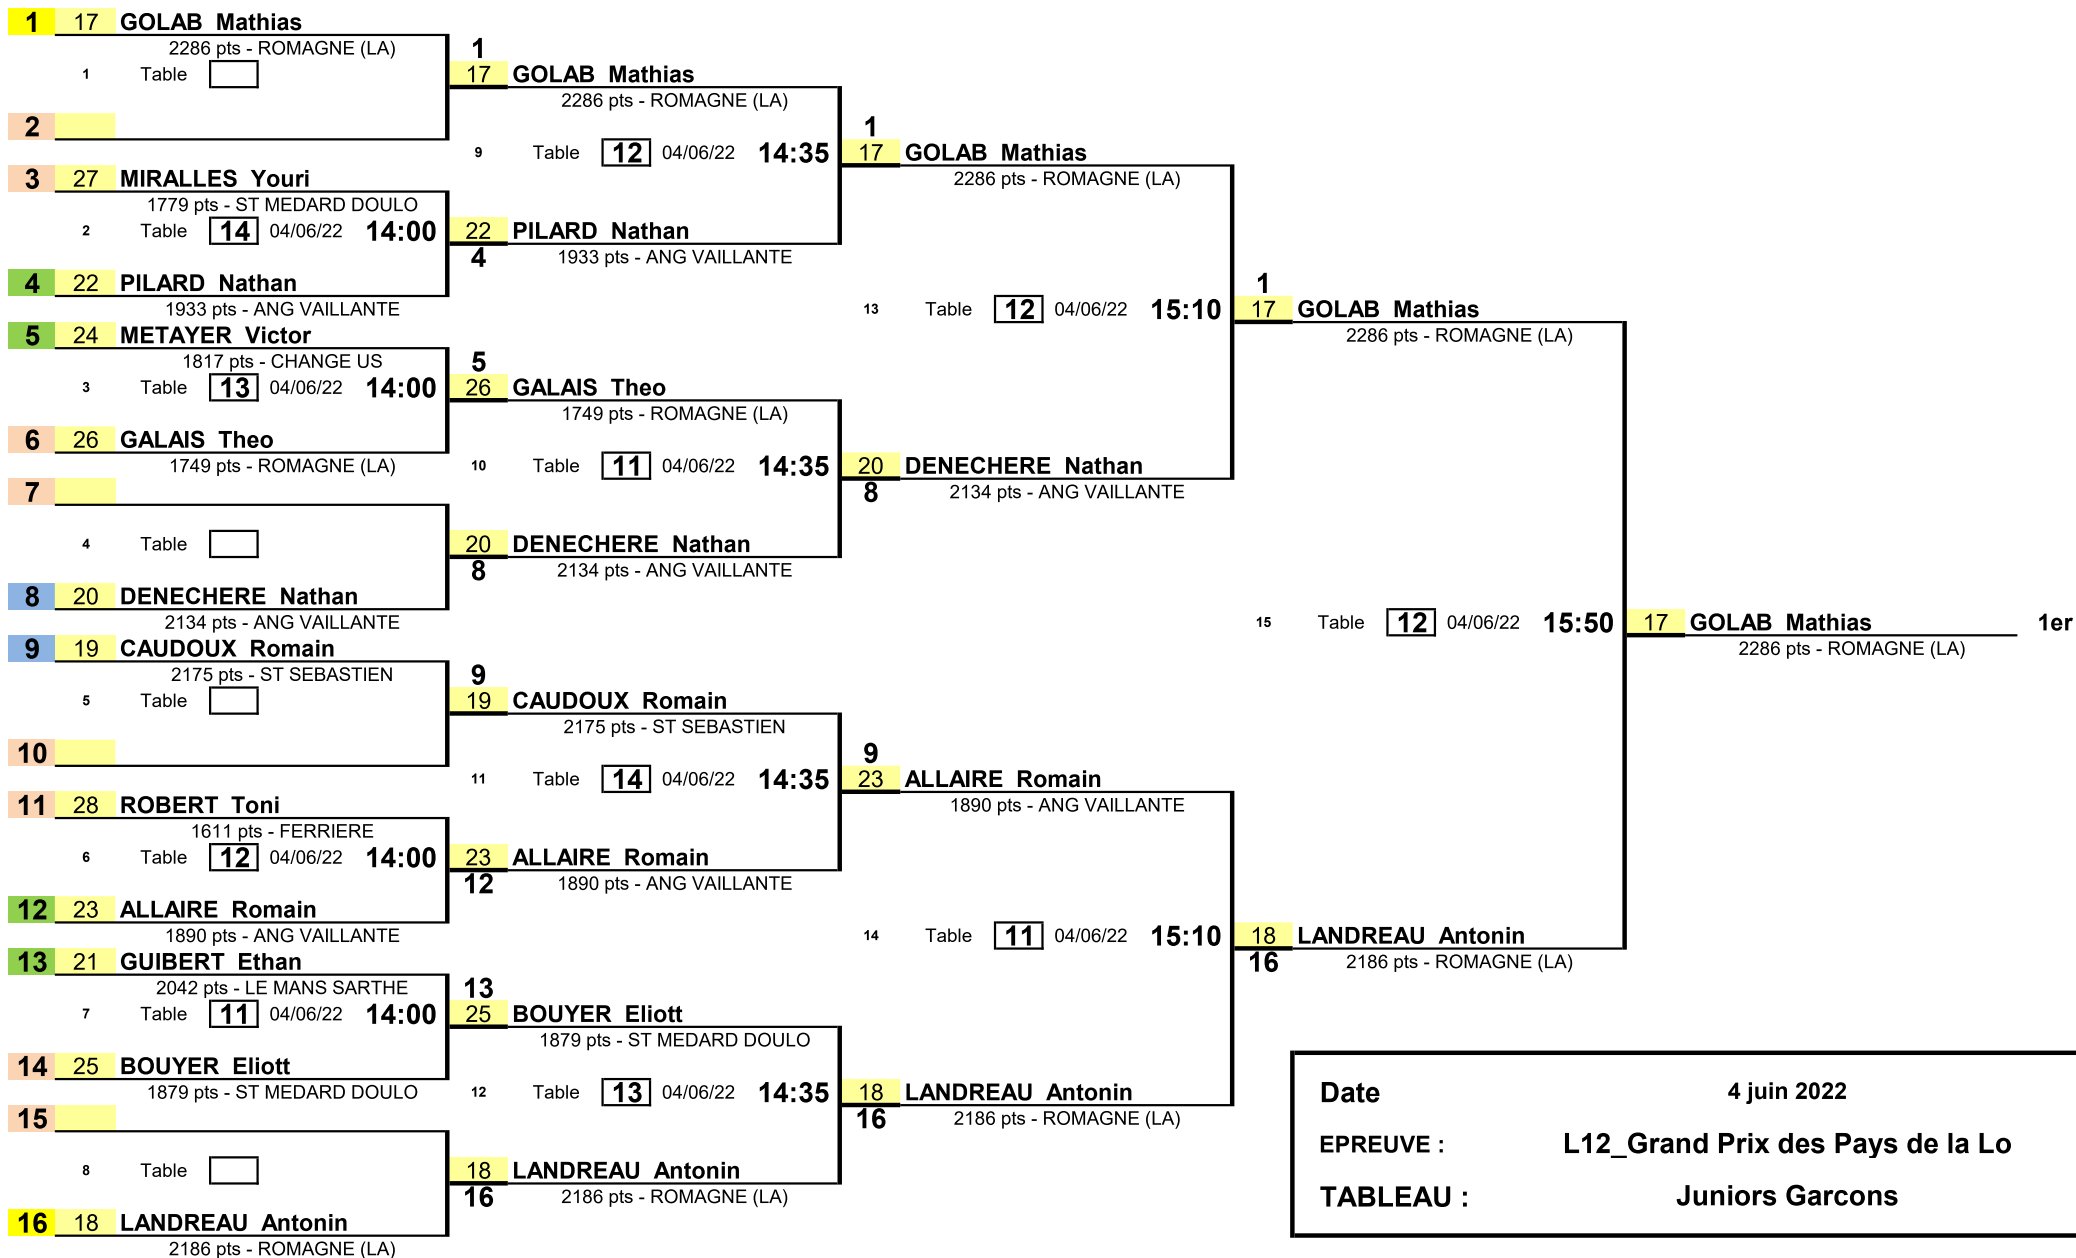 1 17 GOLAB Mathias
2286 pts - ROMAGNE (LA)
1 Table
2
3 27 MIRALLES Youri
1779 pts - ST MEDARD DOULO
2 Table 14 04/06/22 14:00
4 22 PILARD Nathan
1933 pts - ANG VAILLANTE
5 24 METAYER Victor
1817 pts - CHANGE US
3 Table 13 04/06/22 14:00
6 26 GALAIS Theo
1749 pts - ROMAGNE (LA)
7
4 Table
8 20 DENECHERE Nathan
2134 pts - ANG VAILLANTE
9 19 CAUDOUX Romain
2175 pts - ST SEBASTIEN
5 Table
10
11 28 ROBERT Toni
1611 pts - FERRIERE
6 Table 12 04/06/22 14:00
12 23 ALLAIRE Romain
1890 pts - ANG VAILLANTE
13 21 GUIBERT Ethan
2042 pts - LE MANS SARTHE
7 Table 11 04/06/22 14:00
14 25 BOUYER Eliott
1879 pts - ST MEDARD DOULO
15
8 Table
16 18 LANDREAU Antonin
2186 pts - ROMAGNE (LA)
1
17 GOLAB Mathias
2286 pts - ROMAGNE (LA)
9 Table 12 04/06/22 14:35
22 PILARD Nathan
4 1933 pts - ANG VAILLANTE
5
26 GALAIS Theo
1749 pts - ROMAGNE (LA)
10 Table 11 04/06/22 14:35
20 DENECHERE Nathan
8 2134 pts - ANG VAILLANTE
9
19 CAUDOUX Romain
2175 pts - ST SEBASTIEN
11 Table 14 04/06/22 14:35
23 ALLAIRE Romain
12 1890 pts - ANG VAILLANTE
13
25 BOUYER Eliott
1879 pts - ST MEDARD DOULO
12 Table 13 04/06/22 14:35
18 LANDREAU Antonin
16 2186 pts - ROMAGNE (LA)
1
17 GOLAB Mathias
2286 pts - ROMAGNE (LA)
13 Table 12 04/06/22 15:10
20 DENECHERE Nathan
8 2134 pts - ANG VAILLANTE
9
23 ALLAIRE Romain
1890 pts - ANG VAILLANTE
14 Table 11 04/06/22 15:10
18 LANDREAU Antonin
16 2186 pts - ROMAGNE (LA)
1
17 GOLAB Mathias
2286 pts - ROMAGNE (LA)
15 Table 12 04/06/22 15:50
18 LANDREAU Antonin
16 2186 pts - ROMAGNE (LA)
17 GOLAB Mathias 1er
2286 pts - ROMAGNE (LA)
Date 4 juin 2022
EPREUVE : L12_Grand Prix des Pays de la Lo
TABLEAU : Juniors Garcons